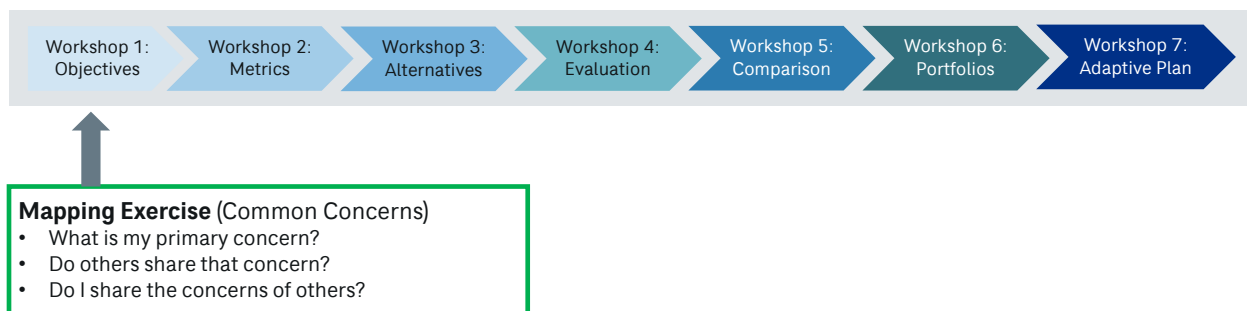 Workshop 1:
Objectives
Workshop 2:
Metrics
Workshop 3:
Alternatives
Workshop 4:
Evaluation
Workshop 5:
Comparison
Workshop 6:
Portfolios
Workshop 7:
Adaptive Plan
Mapping Exercise (Common Concerns)
• What is my primary concern?
• Do others share that concern?
• Do I share the concerns of others?